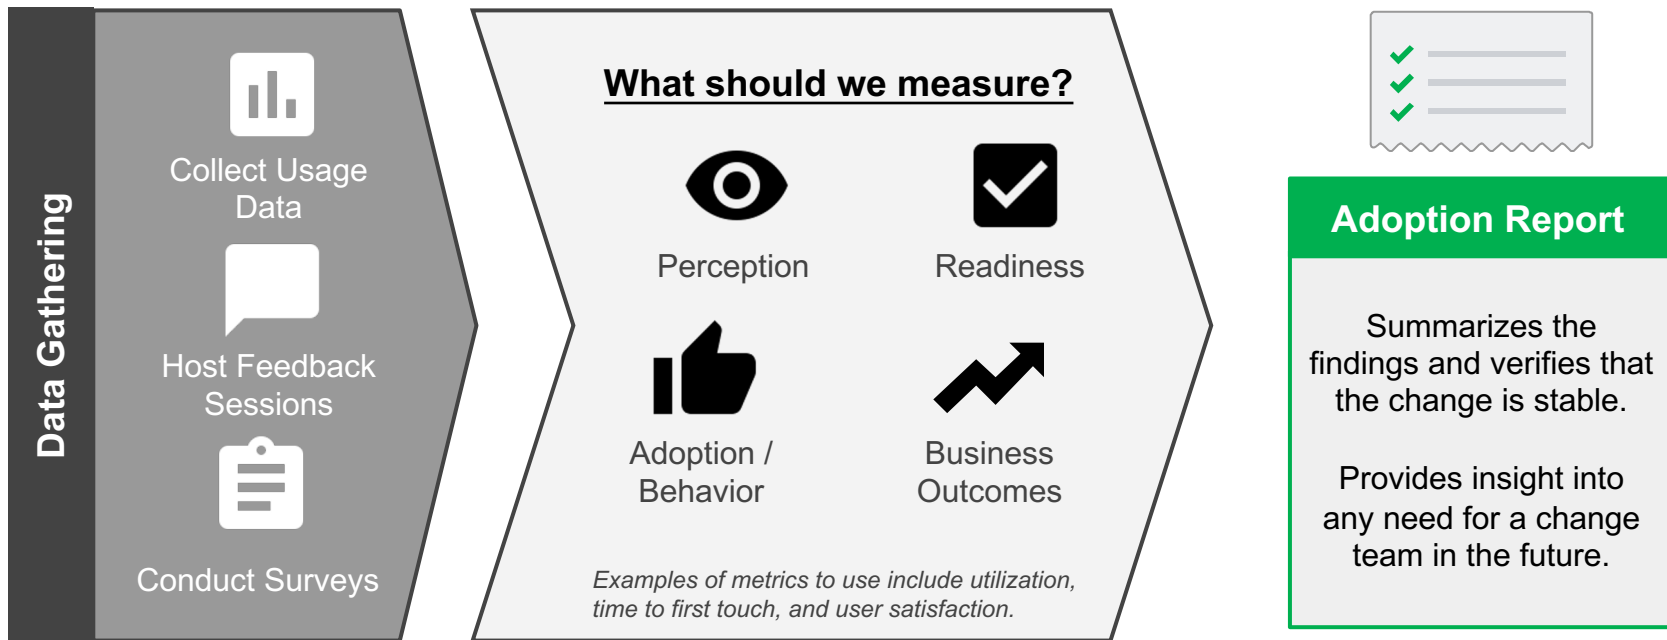 Data Gathering
Collect Usage
Data
Host Feedback
Sessions
Conduct Surveys
What should we measure?
Perception
Readiness
Adoption /
Behavior
Business
Outcomes
Examples of metrics to use include utilization,
time to first touch, and user satisfaction.
Adoption Report
Summarizes the
findings and verifies that
the change is stable.
Provides insight into
any need for a change
team in the future.